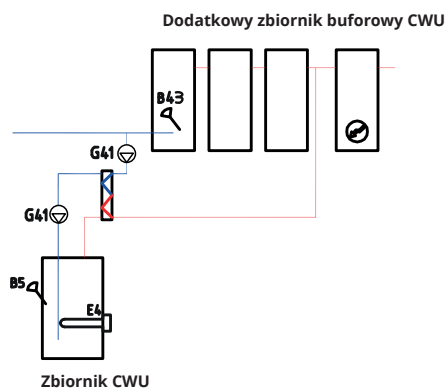 Dodatkowy zbiornik buforowy CWU
B43
G41
G41
B5
E4
Zbiornik CWU